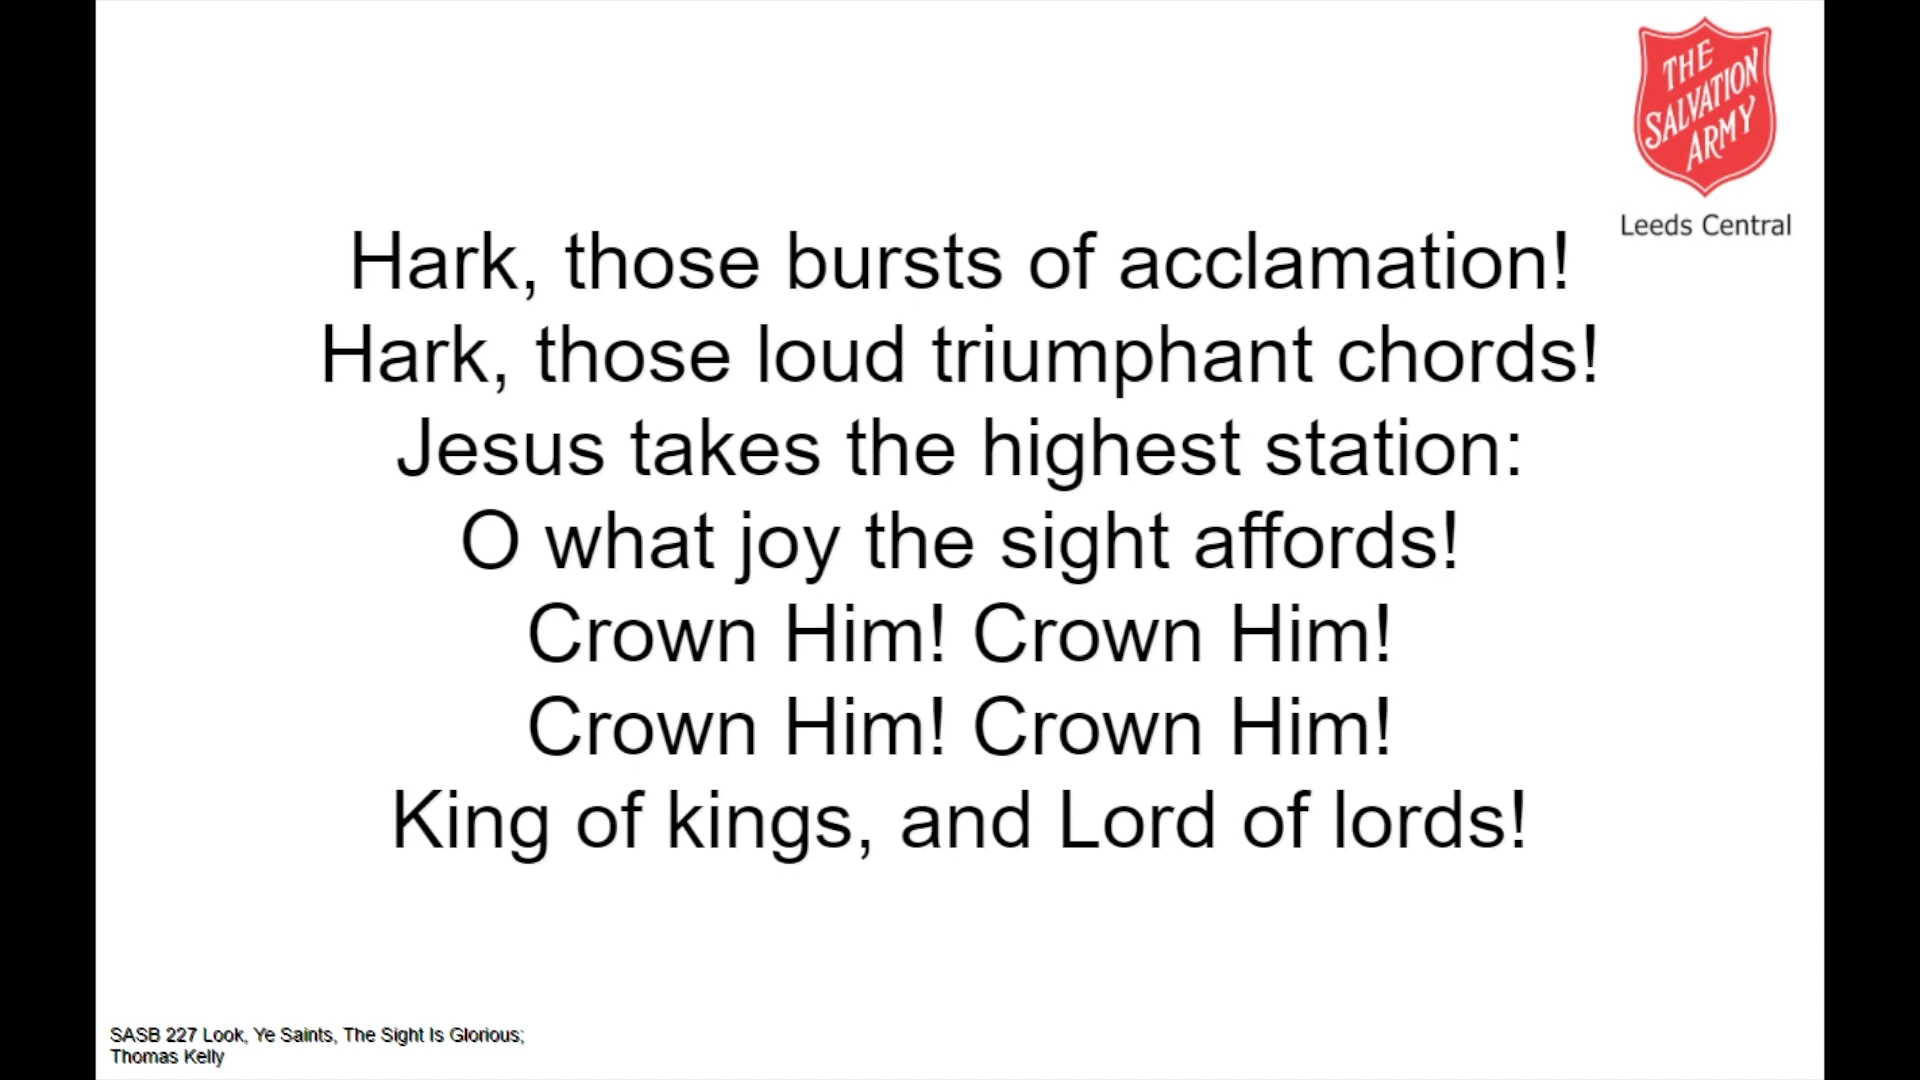 THE
SALVATION
ARMY
Leeds Central
Hark, those bursts of acclamation!
Hark, those loud triumphant chords!
Jesus takes the highest station:
O what joy the sight affords!
Crown Him! Crown Him!
Crown Him! Crown Him!
King of kings, and Lord of lords!
SASB 227 Look, Ye Saints, The Sight Is Glorious;
Thomas Kelly